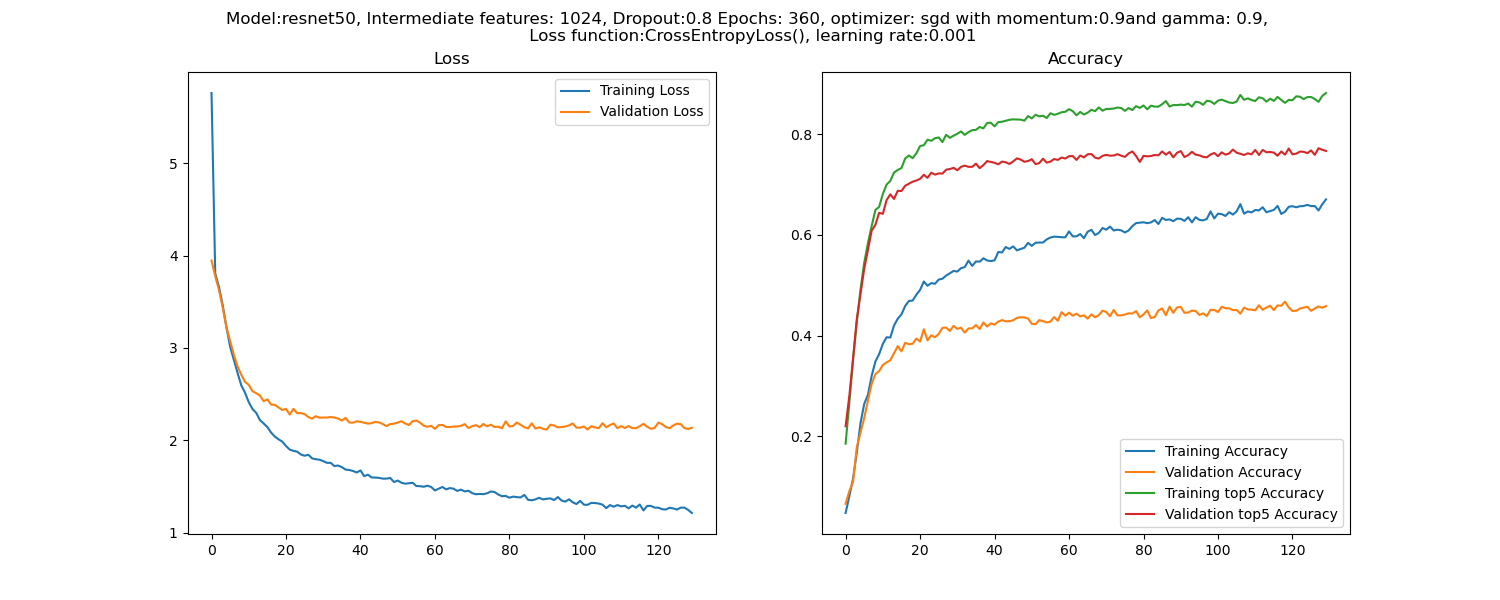 Model:resnet50, Intermediate features: 1024, Dropout:0.8 Epochs: 360, optimizer: sgd with momentum:0.9and gamma: 0.9,
Loss function:CrossEntropyLoss(), learning rate:0.001
Loss
Training Loss
Validation Loss
5
4
3
2
1
0 20 40 60 80 100 120
Accuracy
0.8
0.6
0.4
0.2
Training Accuracy
Validation Accuracy
Training top5 Accuracy
Validation top5 Accuracy
0 20 40 60 80 100 120